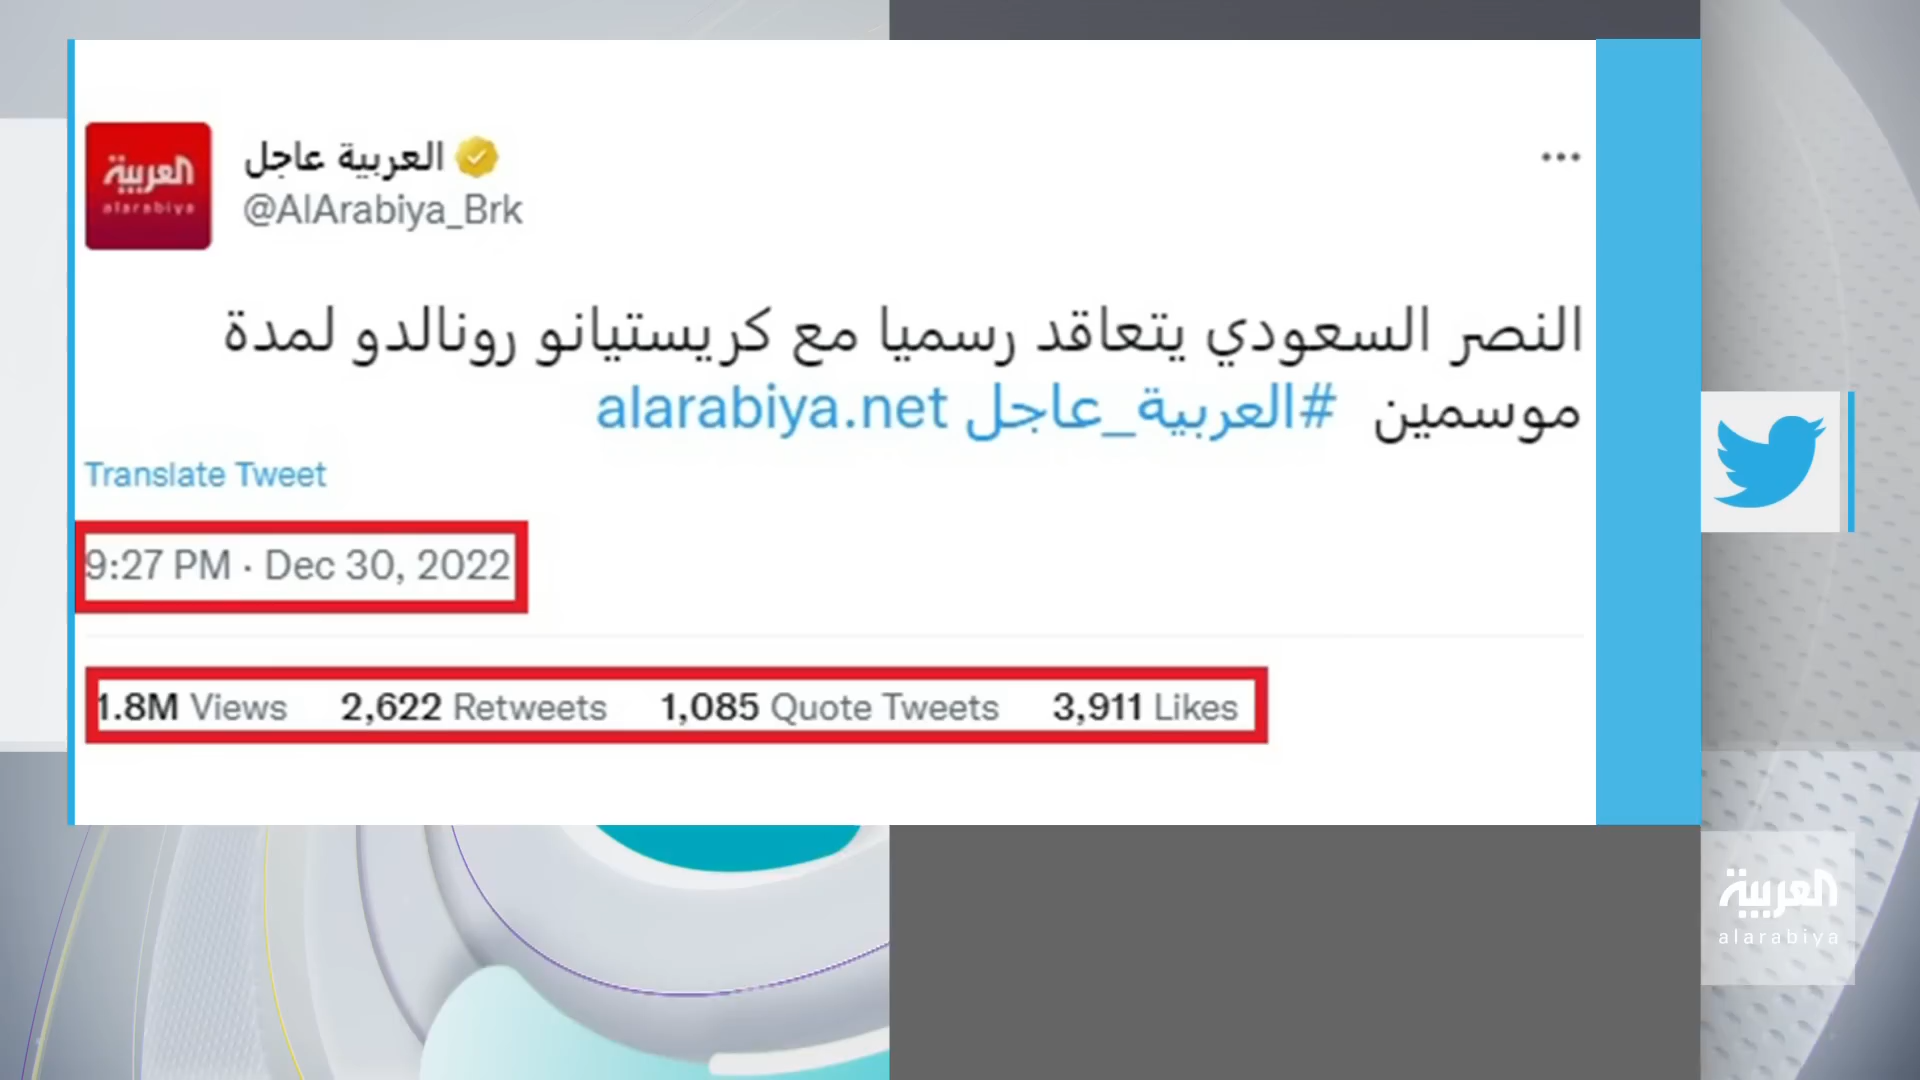 العربية
alarabiya
العربية عاجل
@AlArabiya_Brk
النصر السعودي يتعاقد رسميا مع كريستيانو رونالدو لمدة
موسمين #العربية_عاجل alarabiya.net
Translate Tweet
9:27 PM · Dec 30, 2022
1.8M Views 2,622 Retweets 1,085 Quote Tweets 3,911 Likes
العربية
alarabiya